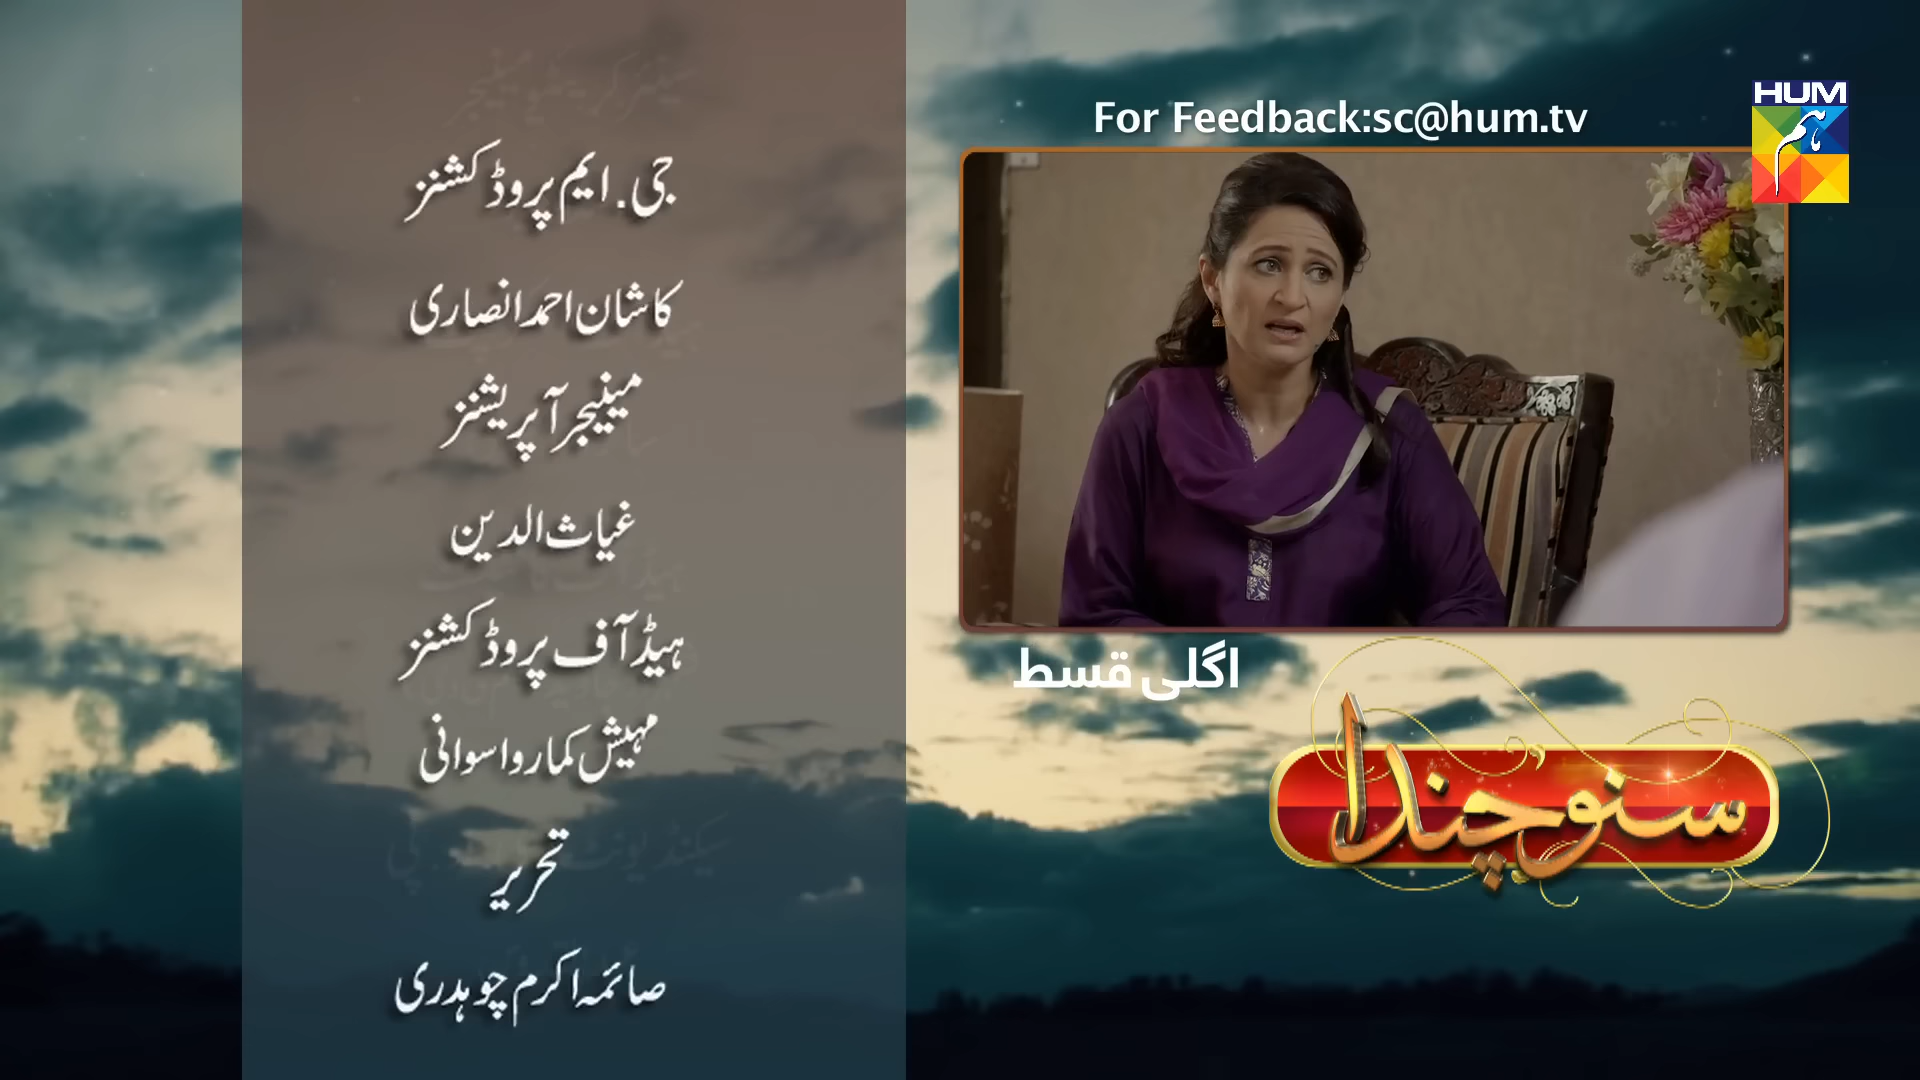 جی. ایم پروڈکشنز
کاشان احمد انصاری
مینیجر آپریشنز
غیاث الدین
ہیڈ آف پروڈکشنز
مہیش کمار واسوانی
تحریر
صائمہ اکرم چوہدری
For Feedback:sc@hum.tv
HUM
ہم
اگلی قسط
سنو چندا